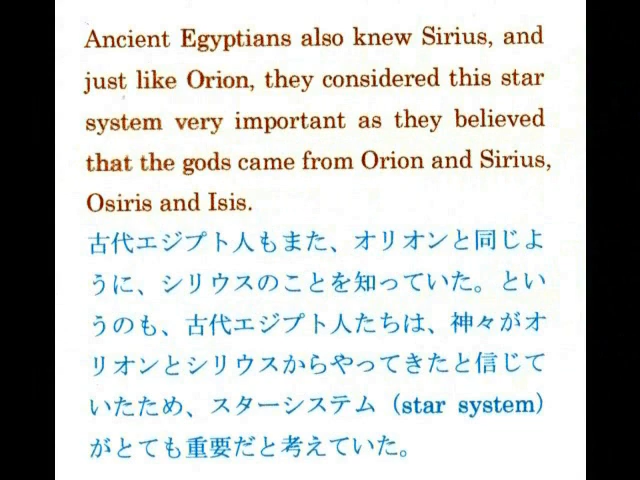 Ancient Egyptians also knew Sirius, and
just like Orion, they considered this star
system very important as they believed
that the gods came from Orion and Sirius,
Osiris and Isis.
古代エジプト人もまた、オリオンと同じよ
うに、シリウスのことを知っていた。とい
うのも、古代エジプト人たちは、神々がオ
リオンとシリウスからやってきたと信じて
いたため、スターシステム（star system）
がとても重要だと考えていた。